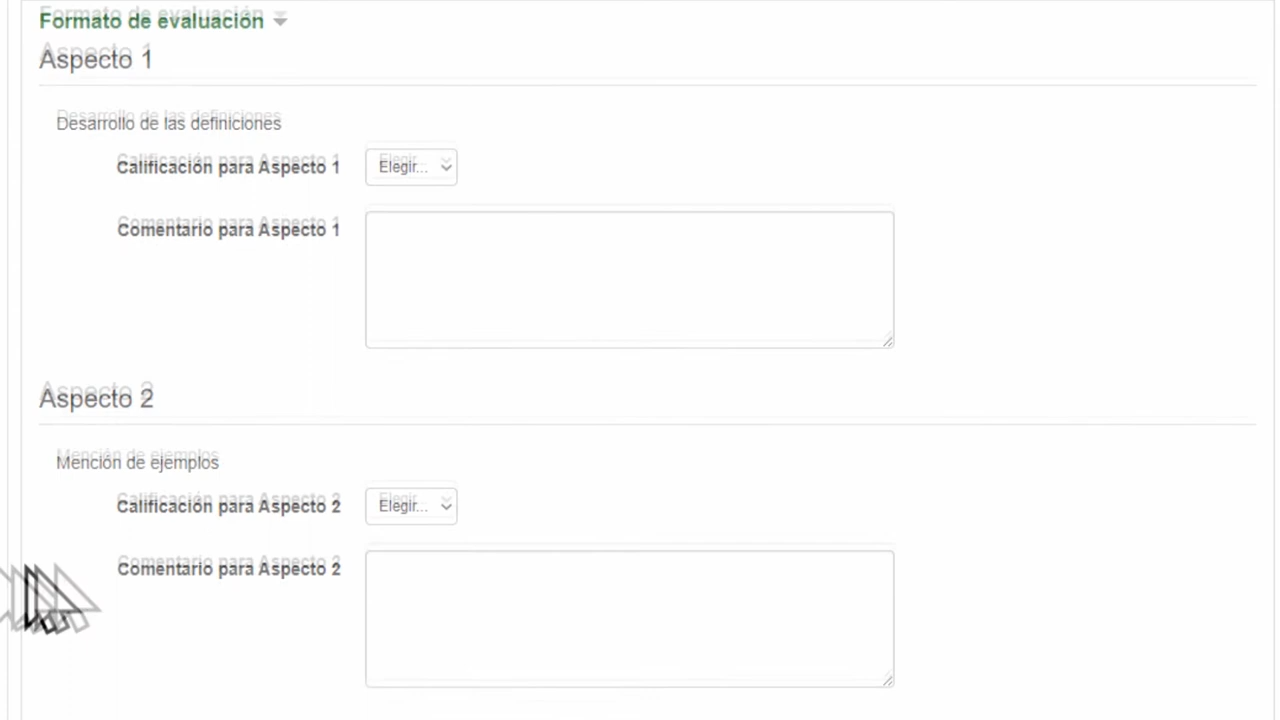 Formato de evaluación
Aspecto 1
Desarrollo de las definiciones
Calificación para Aspecto 1 Elegir...
Comentario para Aspecto 1
Aspecto 2
Mención de ejemplos
Calificación para Aspecto 2 Elegir...
Comentario para Aspecto 2